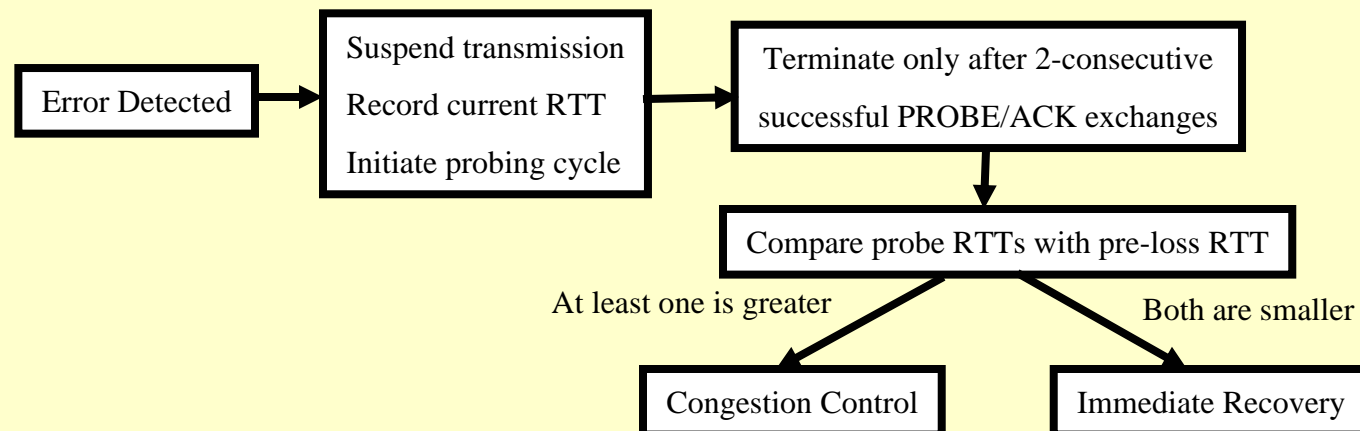 Error Detected
Suspend transmission
Record current RTT
Initiate probing cycle
Terminate only after 2-consecutive
successful PROBE/ACK exchanges
Compare probe RTTs with pre-loss RTT
At least one is greater
Both are smaller
Congestion Control
Immediate Recovery